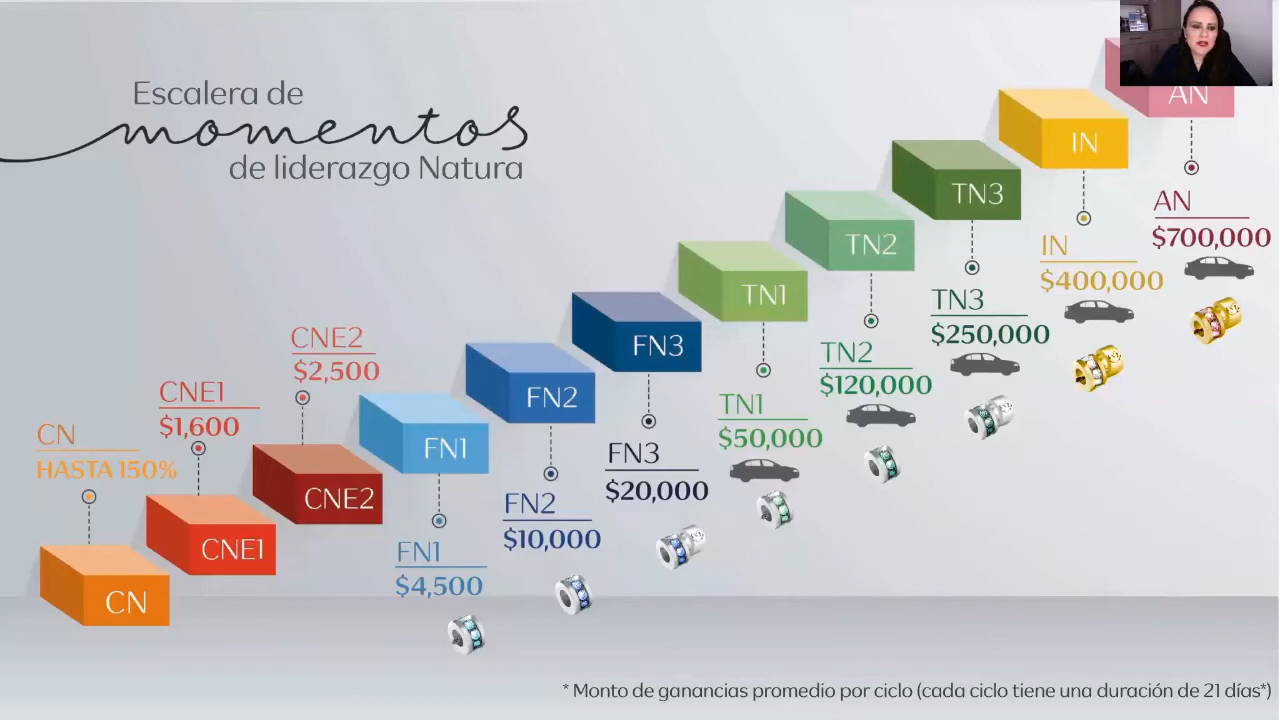 Escalera de
momentos
de liderazgo Natura
AN
IN
TN3
TN2
TN1
FN3
FN2
FN1
CNE2
CNE1
CN
CN
HASTA 150%
CNE1
$1,600
CNE2
$2,500
FN1
$4,500
FN2
$10,000
FN3
$20,000
TN1
$50,000
TN2
$120,000
TN3
$250,000
IN
$400,000
AN
$700,000
* Monto de ganancias promedio por ciclo (cada ciclo tiene una duración de 21 días*)